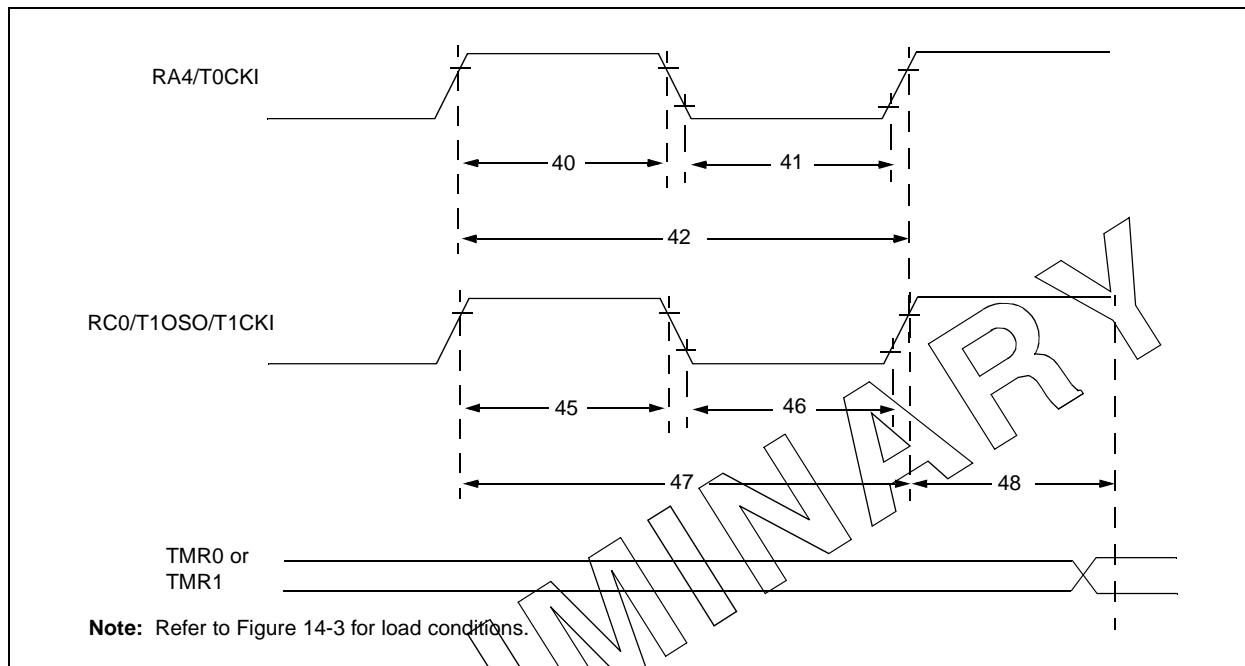 RA4/T0CKI
40
41
42
RC0/T1OSO/T1CKI
45
46
47
48
TMR0 or
TMR1
Note: Refer to Figure 14-3 for load conditions.
MINARY